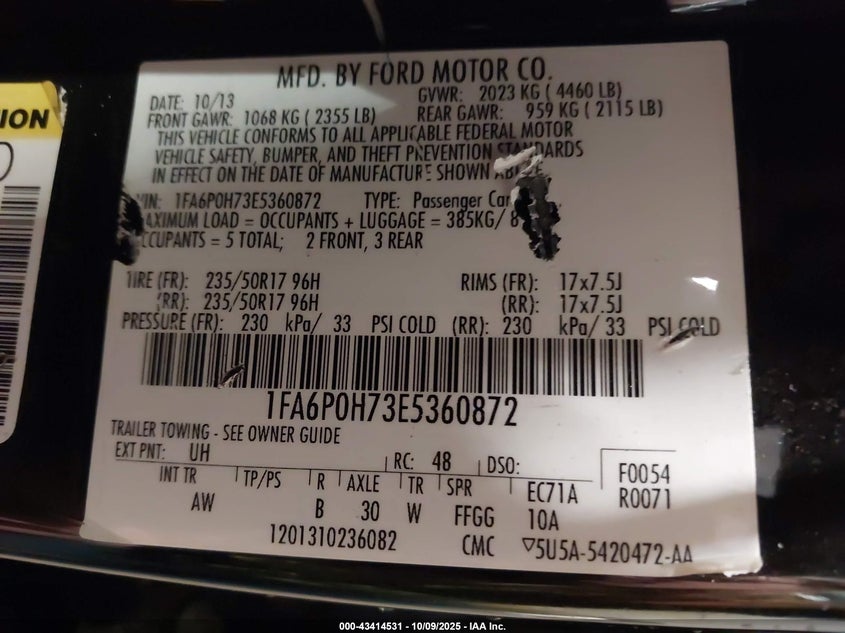 MFD. BY FORD MOTOR CO.
DATE: 10/13 GVWR: 2023 KG ( 4460 LB)
FRONT GAWR: 1068 KG ( 2355 LB) REAR GAWR: 959 KG ( 2115 LB)
THIS VEHICLE CONFORMS TO ALL APPLICABLE FEDERAL MOTOR
VEHICLE SAFETY, BUMPER, AND THEFT PREVENTION STANDARDS
IN EFFECT ON THE DATE OF MANUFACTURE SHOWN
VIN: 1FA6P0H73E5360872 TYPE: Passenger Car
MAXIMUM LOAD = OCCUPANTS + LUGGAGE = 385KG/ 8
OCCUPANTS = 5 TOTAL; 2 FRONT, 3 REAR
TIRE (FR): 235/50R17 96H RIMS (FR): 17x7.5J
(RR): 235/50R17 96H (RR): 17x7.5J
PRESSURE (FR): 230 kPa/ 33 PSI COLD (RR): 230 kPa/ 33 PSI COLD
1FA6P0H73E5360872
TRAILER TOWING - SEE OWNER GUIDE
EXT PNT: UH RC: 48 DSO: F0054
INT TR TP/PS R AXLE TR SPR EC71A R0071
AW B 30 W FFGG 10A
1201310236082 CMC ▽5U5A-5420472-AA
ION
000-43414531 - 10/09/2025 - IAA Inc.